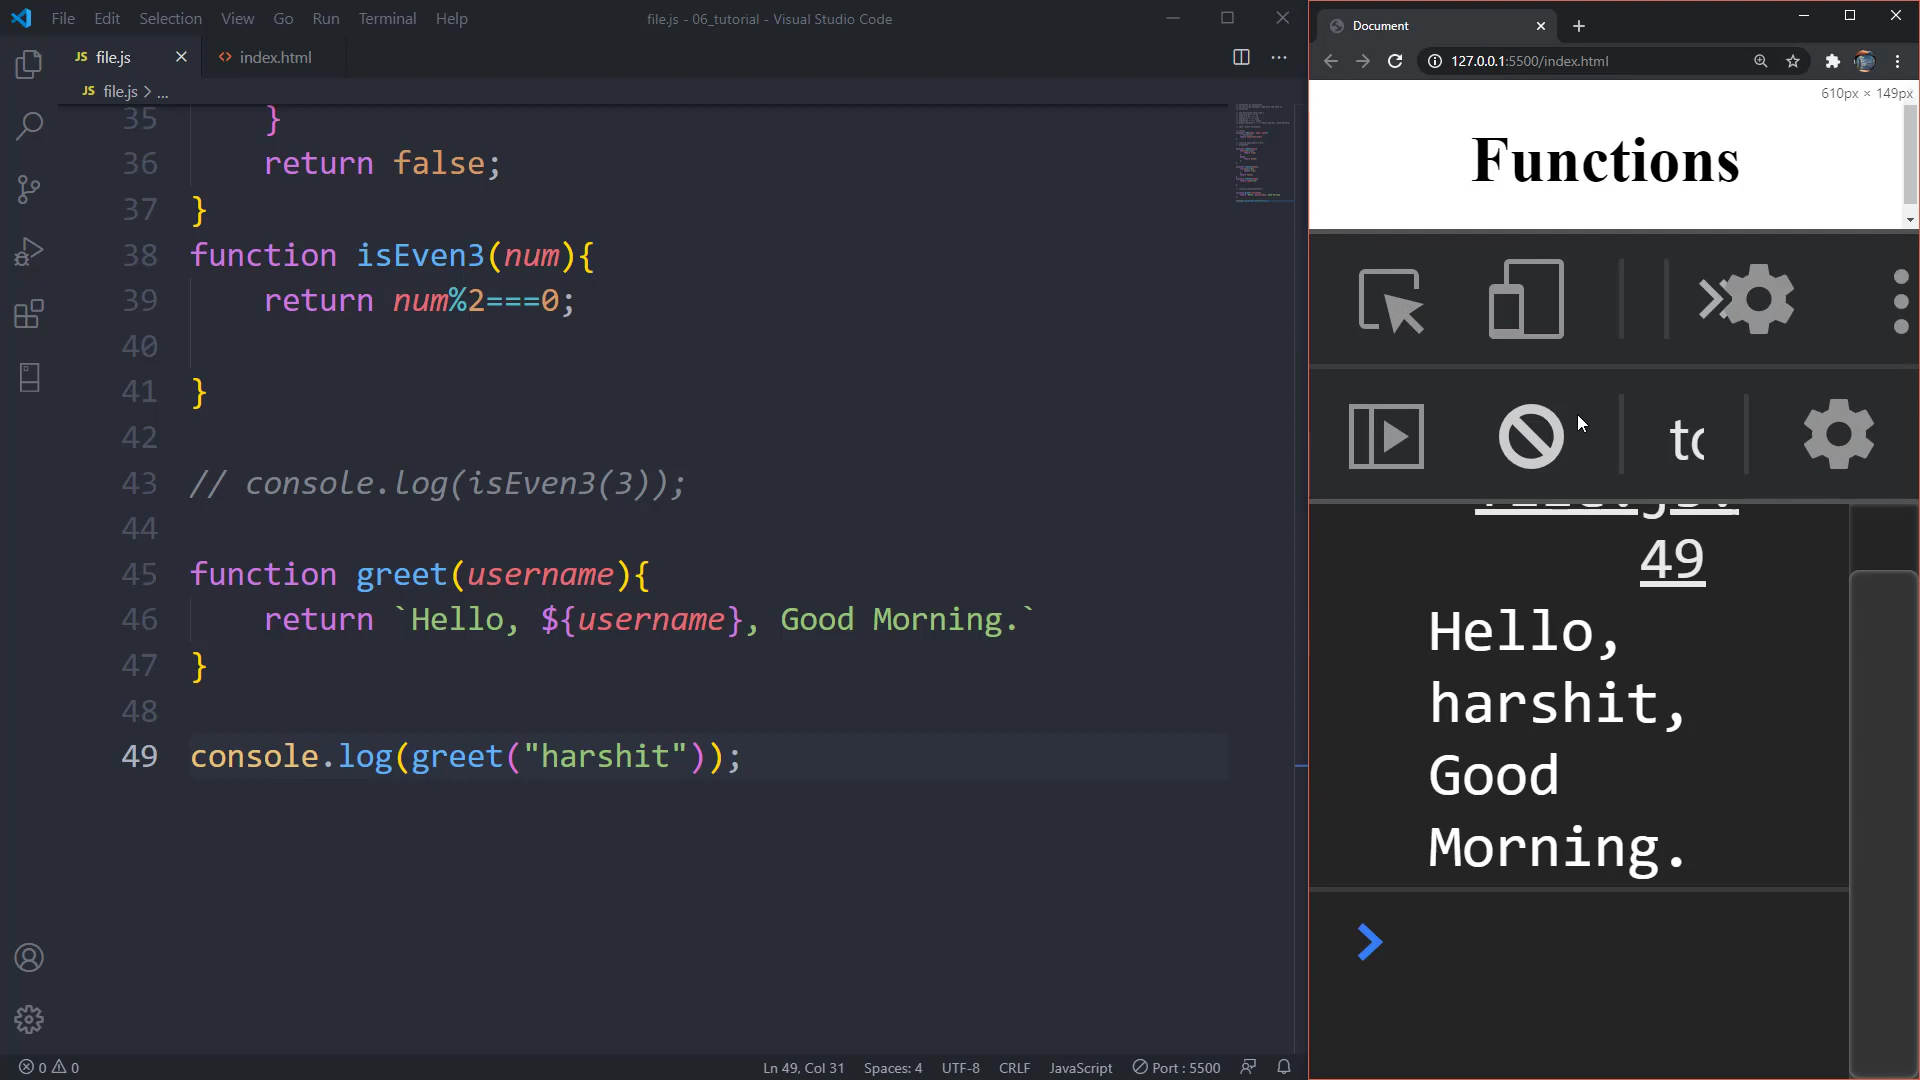 File Edit Selection View Go Run Terminal Help
file.js - 06_tutorial - Visual Studio Code
JS file.js
<> index.html
JS file.js > ...
35 }
36 return false;
37 }
38 function isEven3(num){
39 return num%2===0;
40
41 }
42
43 // console.log(isEven3(3));
44
45 function greet(username){
46 return `Hello, ${username}, Good Morning.`
47 }
48
49 console.log(greet("harshit"));
0 0
Ln 49, Col 31 Spaces: 4 UTF-8 CRLF JavaScript Port : 5500
Document
127.0.0.1:5500/index.html
610px × 149px
Functions
file.js:
49
Hello,
harshit,
Good
Morning.